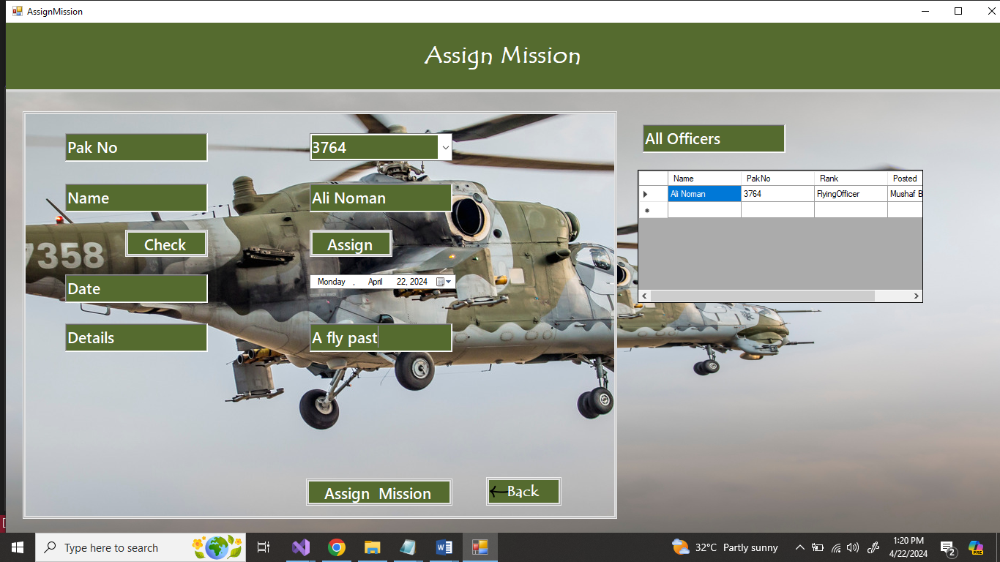 AssignMission
Assign Mission
Pak No
3764
Name
Ali Noman
Check
Assign
Date
Monday , April 22, 2024
Details
A fly past
Assign Mission
Back
7358
All Officers
Name PakNo Rank Posted
Ali Noman 3764 FlyingOfficer Mushaf B
Type here to search
32°C Partly sunny
1:20 PM
4/22/2024
2
PRE